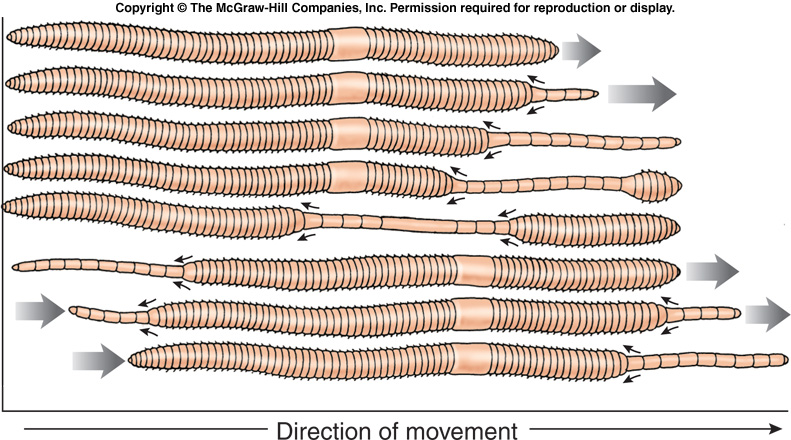 Copyright © The McGraw-Hill Companies, Inc. Permission required for reproduction or display.
Direction of movement